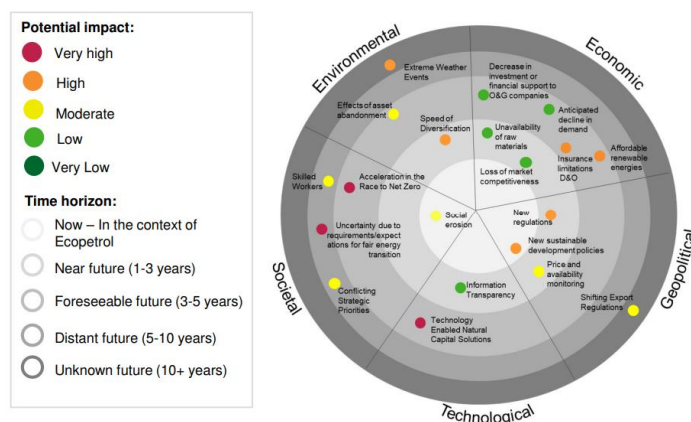 Potential impact:
Very high
High
Moderate
Low
Very Low
Time horizon:
Now – In the context of
Ecopetrol
Near future (1-3 years)
Foreseeable future (3-5 years)
Distant future (5-10 years)
Unknown future (10+ years)
Environmental
Economic
Extreme Weather
Events
Decrease in
investment or
financial support to
O&G companies
Effects of asset
abandonment
Anticipated
decline in
demand
Speed of
Diversification
Unavailability
of raw
materials
Insurance
limitations
D&O
Affordable
renewable
energies
Loss of market
competitiveness
Skilled
Workers
Acceleration in the
Race to Net Zero
Social
erosion
New
regulations
Uncertainty due to
requirements/expect
ations for fair energy
transition
New sustainable
development policies
Price and
availability
monitoring
Conflicting
Strategic
Priorities
Information
Transparency
Shifting Export
Regulations
Technology
Enabled Natural
Capital Solutions
Societal
Geopolitical
Technological